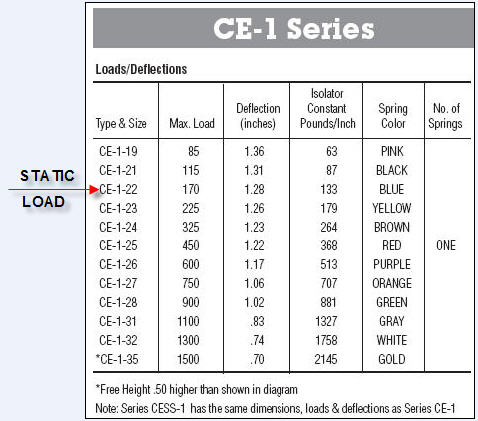 CE-1 Series
Loads/Deflections
Type & Size Max. Load Deflection (inches) Isolator Constant Pounds/Inch Spring Color No. of Springs
CE-1-19 85 1.36 63 PINK
CE-1-21 115 1.31 87 BLACK
STATIC LOAD
CE-1-22 170 1.28 133 BLUE
CE-1-23 225 1.26 179 YELLOW
CE-1-24 325 1.23 264 BROWN
CE-1-25 450 1.22 368 RED ONE
CE-1-26 600 1.17 513 PURPLE
CE-1-27 750 1.06 707 ORANGE
CE-1-28 900 1.02 881 GREEN
CE-1-31 1100 .83 1327 GRAY
CE-1-32 1300 .74 1758 WHITE
*CE-1-35 1500 .70 2145 GOLD
*Free Height .50 higher than shown in diagram
Note: Series CESS-1 has the same dimensions, loads & deflections as Series CE-1